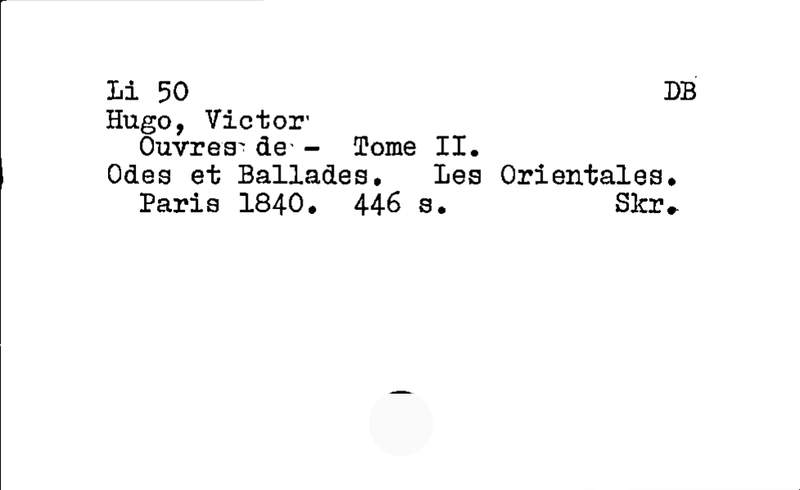 Li 50 DB
Hugo, Victor
Ouvres de - Tome II.
Odes et Ballades. Les Orientales.
Paris 1840. 446 s. Skr.